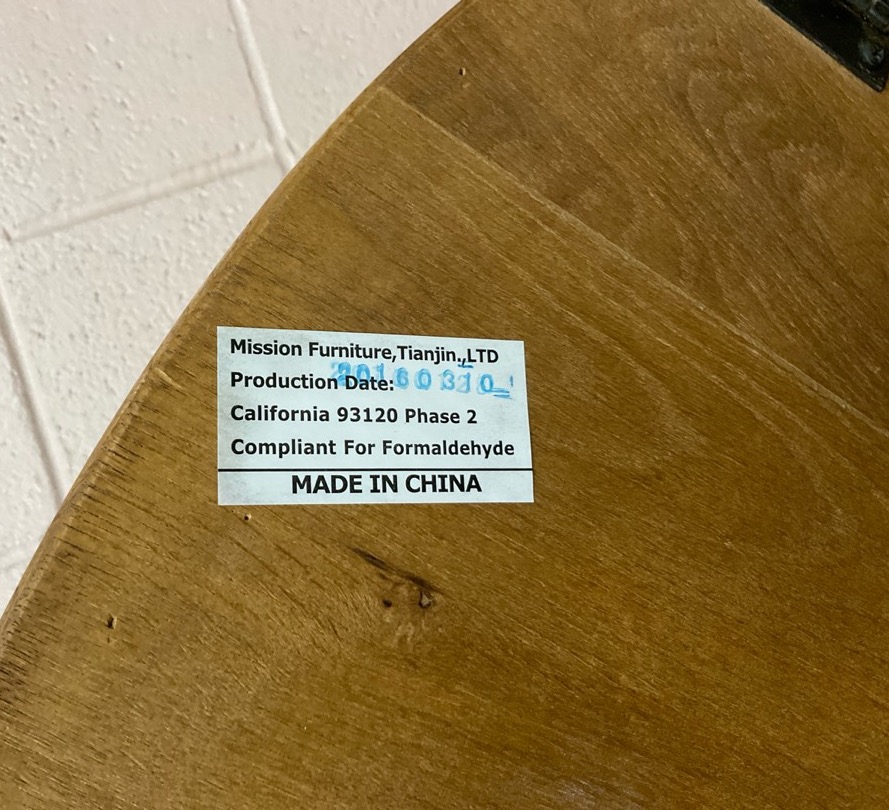 Mission Furniture,Tianjin.,LTD
Production Date: 20160310
California 93120 Phase 2
Compliant For Formaldehyde
MADE IN CHINA